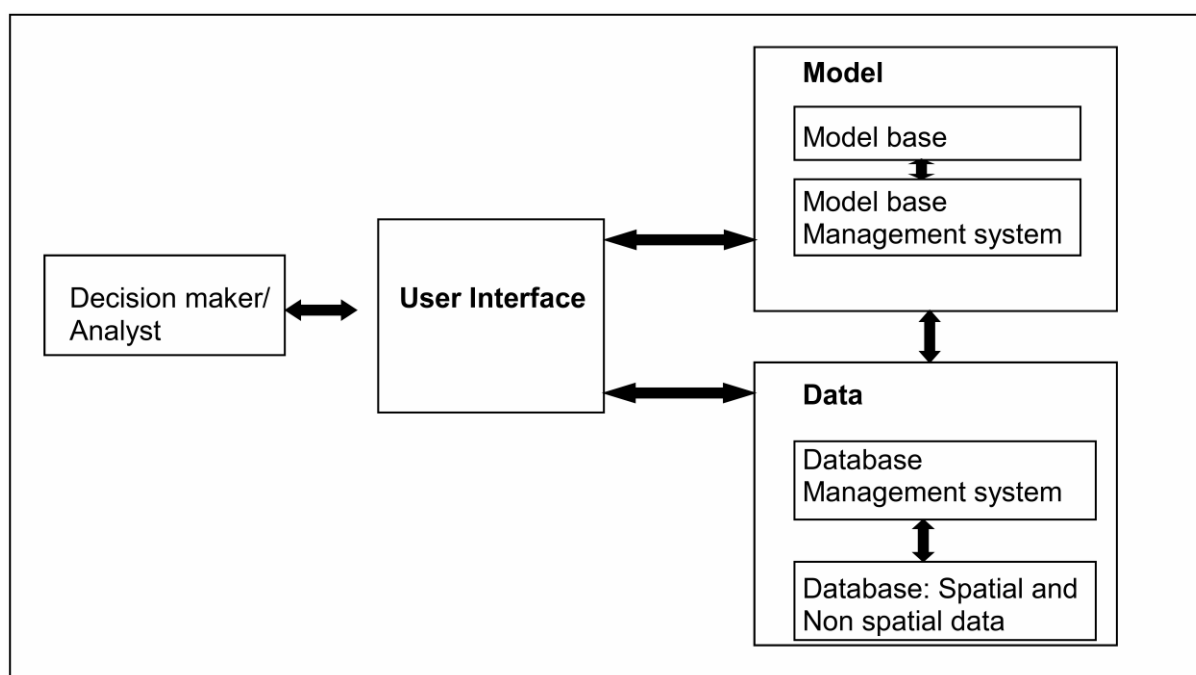 Decision maker/
Analyst
User Interface
Model
Model base
Model base
Management system
Data
Database
Management system
Database: Spatial and
Non spatial data